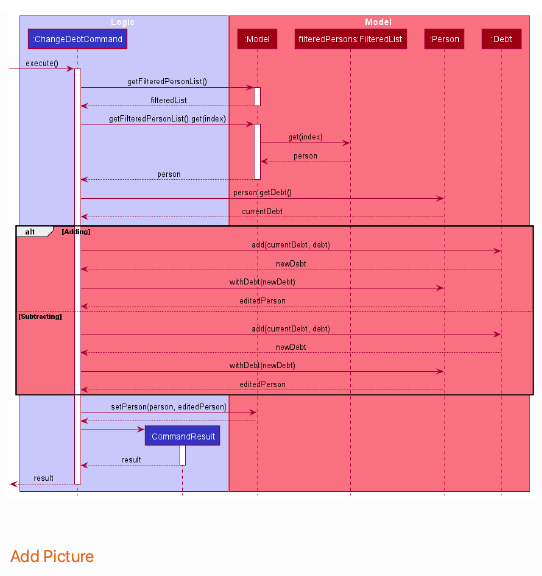 Logic
Model
:ChangeDebtCommand
:Model
filteredPersons:FilteredList
:Person
:Debt
execute()
getFilteredPersonList()
filteredList
getFilteredPersonList().get(index)
get(index)
person
person
person.getDebt()
currentDebt
alt [Adding]
add(currentDebt, debt)
newDebt
withDebt(newDebt)
editedPerson
[Subtracting]
add(currentDebt, debt)
newDebt
withDebt(newDebt)
editedPerson
setPerson(person, editedPerson)
:CommandResult
result
result
Add Picture